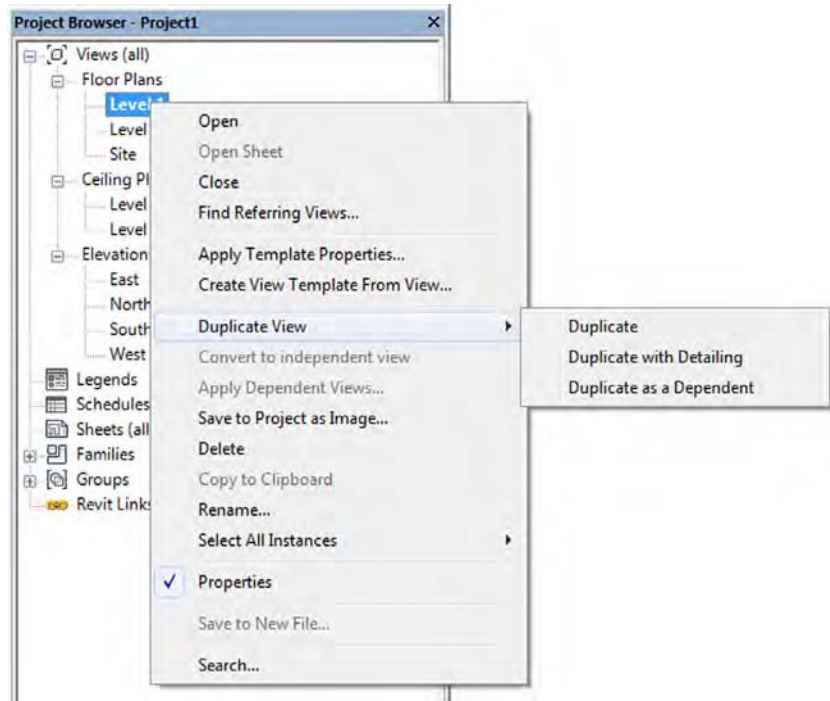 Project Browser - Project1
Views (all)
Floor Plans
Level 1
Level
Site
Ceiling Pl
Level
Level
Elevation
East
North
South
West
Legends
Schedules
Sheets (all
Families
Groups
Revit Links
Open
Open Sheet
Close
Find Referring Views...
Apply Template Properties...
Create View Template From View...
Duplicate View
Convert to independent view
Apply Dependent Views...
Save to Project as Image...
Delete
Copy to Clipboard
Rename...
Select All Instances
Properties
Save to New File...
Search...
Duplicate
Duplicate with Detailing
Duplicate as a Dependent